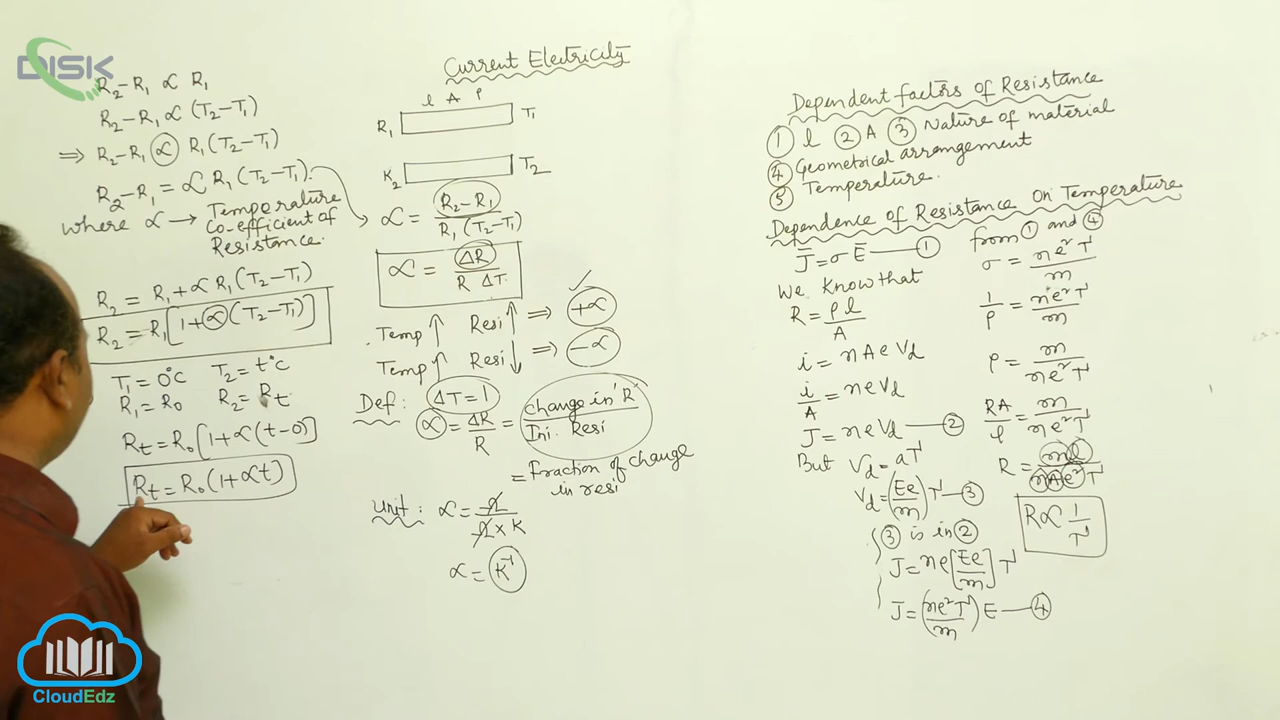 DISK
Current Electricity
R₂-R₁ ∝ R₁
R₂-R₁ ∝ (T₂-T₁)
⇒ R₂-R₁ ∝ R₁(T₂-T₁)
R₂-R₁ = ∝ R₁(T₂-T₁)
where ∝ → Temporature
Co-efficient of
Resistance.
R₂ = R₁+∝ R₁(T₂-T₁)
R₂ = R₁[1+∝(T₂-T₁)]
T₁=0°C T₂=t°C
R₁=R₀ R₂=Rt
Rt=R₀[1+∝(t-0)]
Rt=R₀(1+∝t)
l A ρ
R₁ T₁
R₂ T₂
∝ = R₂-R₁ / R₁(T₂-T₁)
∝ = ΔR / R ΔT
Temp ↑ Resi ↑ ⇒ +∝ ✓
Temp ↑ Resi ↓ ⇒ -∝
Def: ΔT=1
∝ = ΔR/R = change in 'R' / Ini. Resi
= Fraction of change
in resi
Unit: ∝ = Ω / Ω x K
∝ = K⁻¹
Dependent factors of Resistance
① l ② A ③ Nature of material
④ Geometrical arrangement
⑤ Temperature.
Dependence of Resistance On Temperature
J̄=σ Ē — ①
We Know that
R = ρl/A
i = nAeVd
i/A = neVd
J = neVd — ②
But Vd = aT'
Vd = (Ee/m) T' — ③
③ is in ②
J = ne[Ee/m] T'
J = (ne²T'/m) E — ④
from ① and ④
σ = ne²T'/m
1/ρ = ne²T'/m
ρ = m/ne²T'
RA/l = m/ne²T'
R = ml/nAe²T'
R∝ 1/T'
CloudEdz